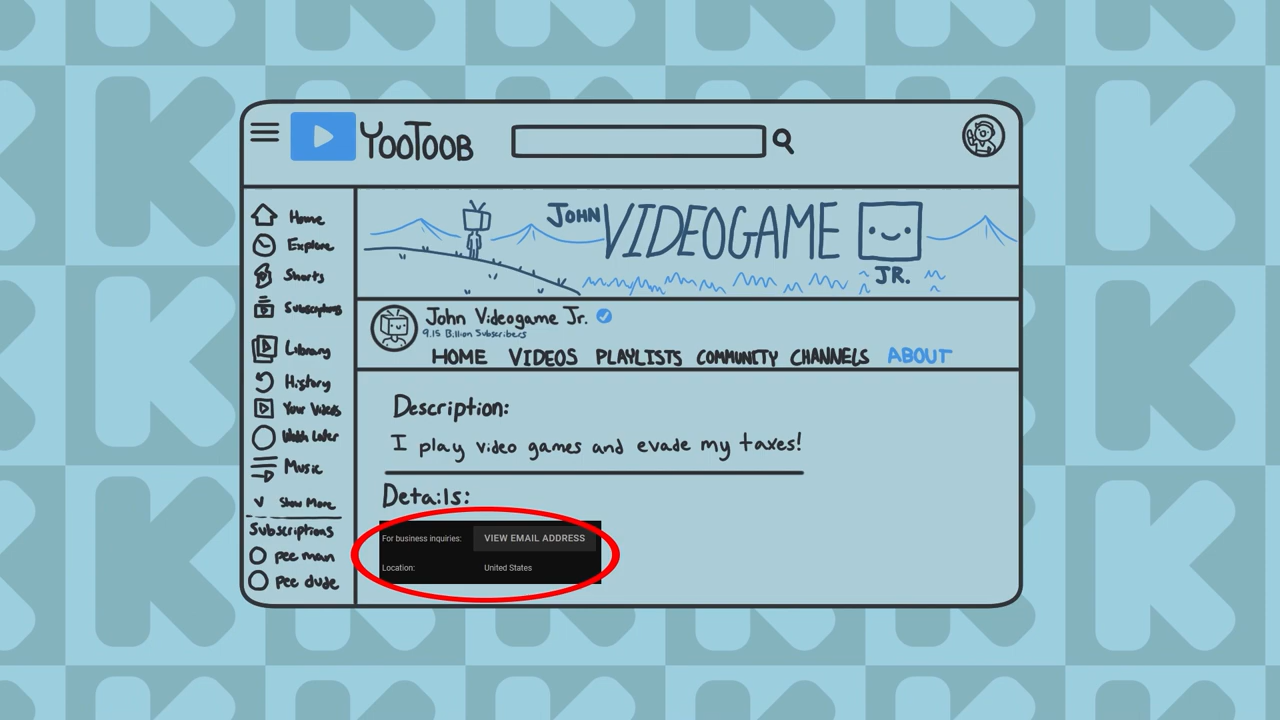 YooToob
Home
Explore
Shorts
Subscriptions
Library
History
Your Videos
Watch Later
Music
Show More
Subscriptions
pee man
pee dude
JOHN VIDEOGAME
JR.
John Videogame Jr.
9.15 Billion Subscribers
HOME VIDEOS PLAYLISTS COMMUNITY CHANNELS ABOUT
Description:
I play video games and evade my taxes!
Details:
For business inquiries: VIEW EMAIL ADDRESS
Location: United States